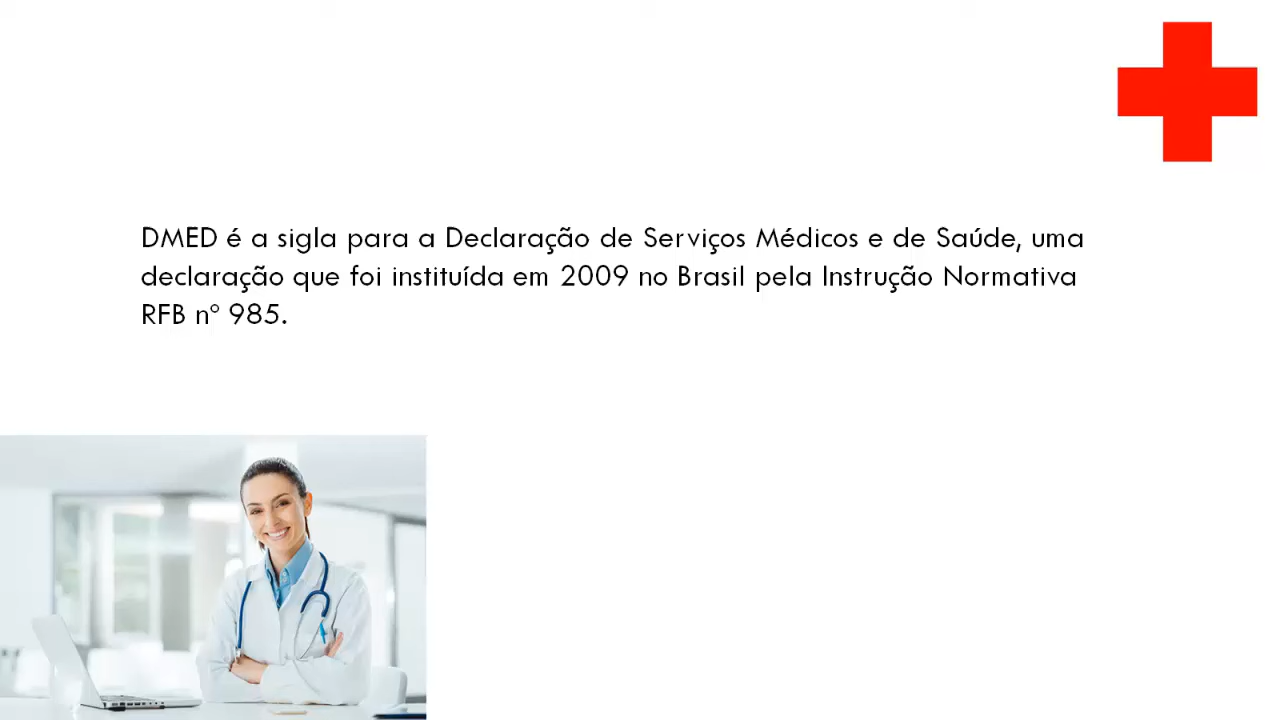 DMED é a sigla para a Declaração de Serviços Médicos e de Saúde, uma
declaração que foi instituída em 2009 no Brasil pela Instrução Normativa
RFB nº 985.